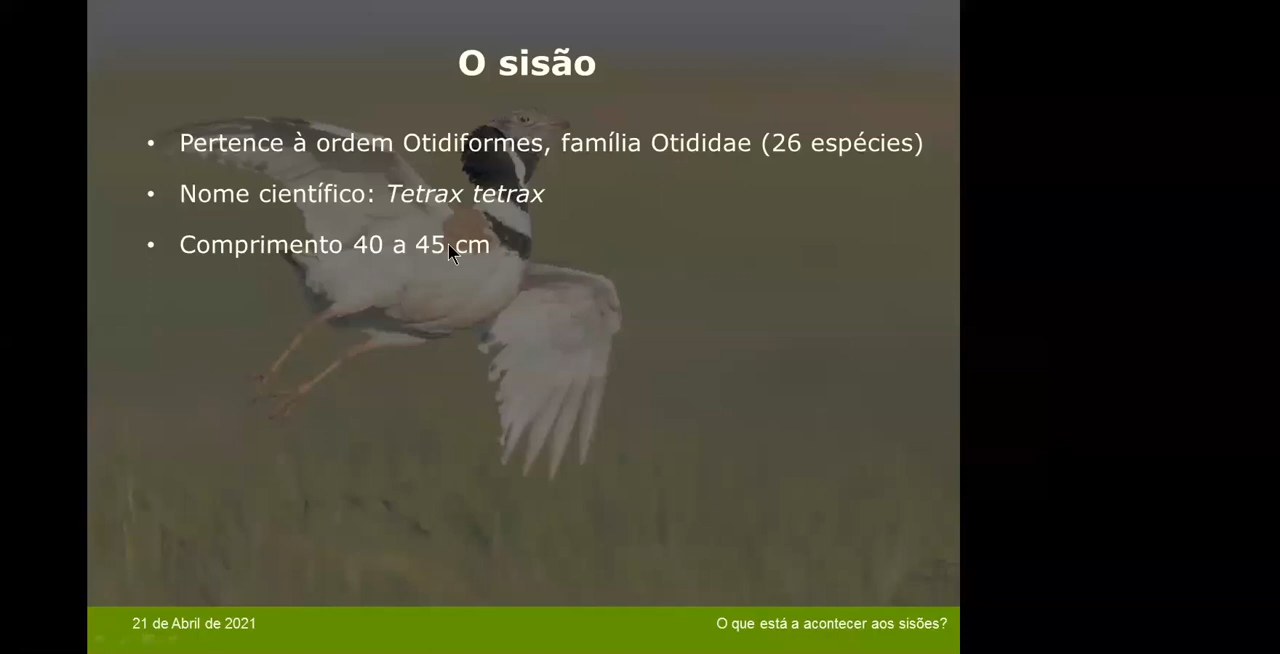 O sisão
• Pertence à ordem Otidiformes, família Otididae (26 espécies)
• Nome científico: Tetrax tetrax
• Comprimento 40 a 45 cm
21 de Abril de 2021
O que está a acontecer aos sisões?